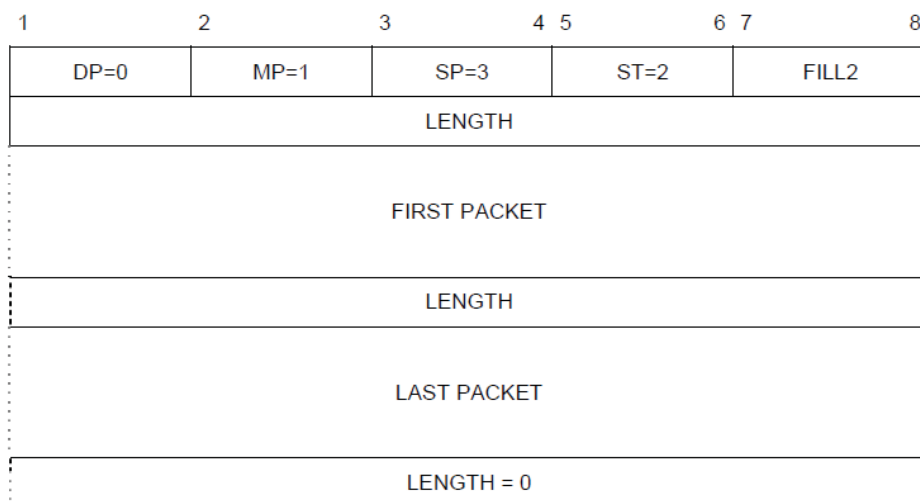 1 2 3 4 5 6 7 8
DP=0 MP=1 SP=3 ST=2 FILL2
LENGTH
FIRST PACKET
LENGTH
LAST PACKET
LENGTH = 0